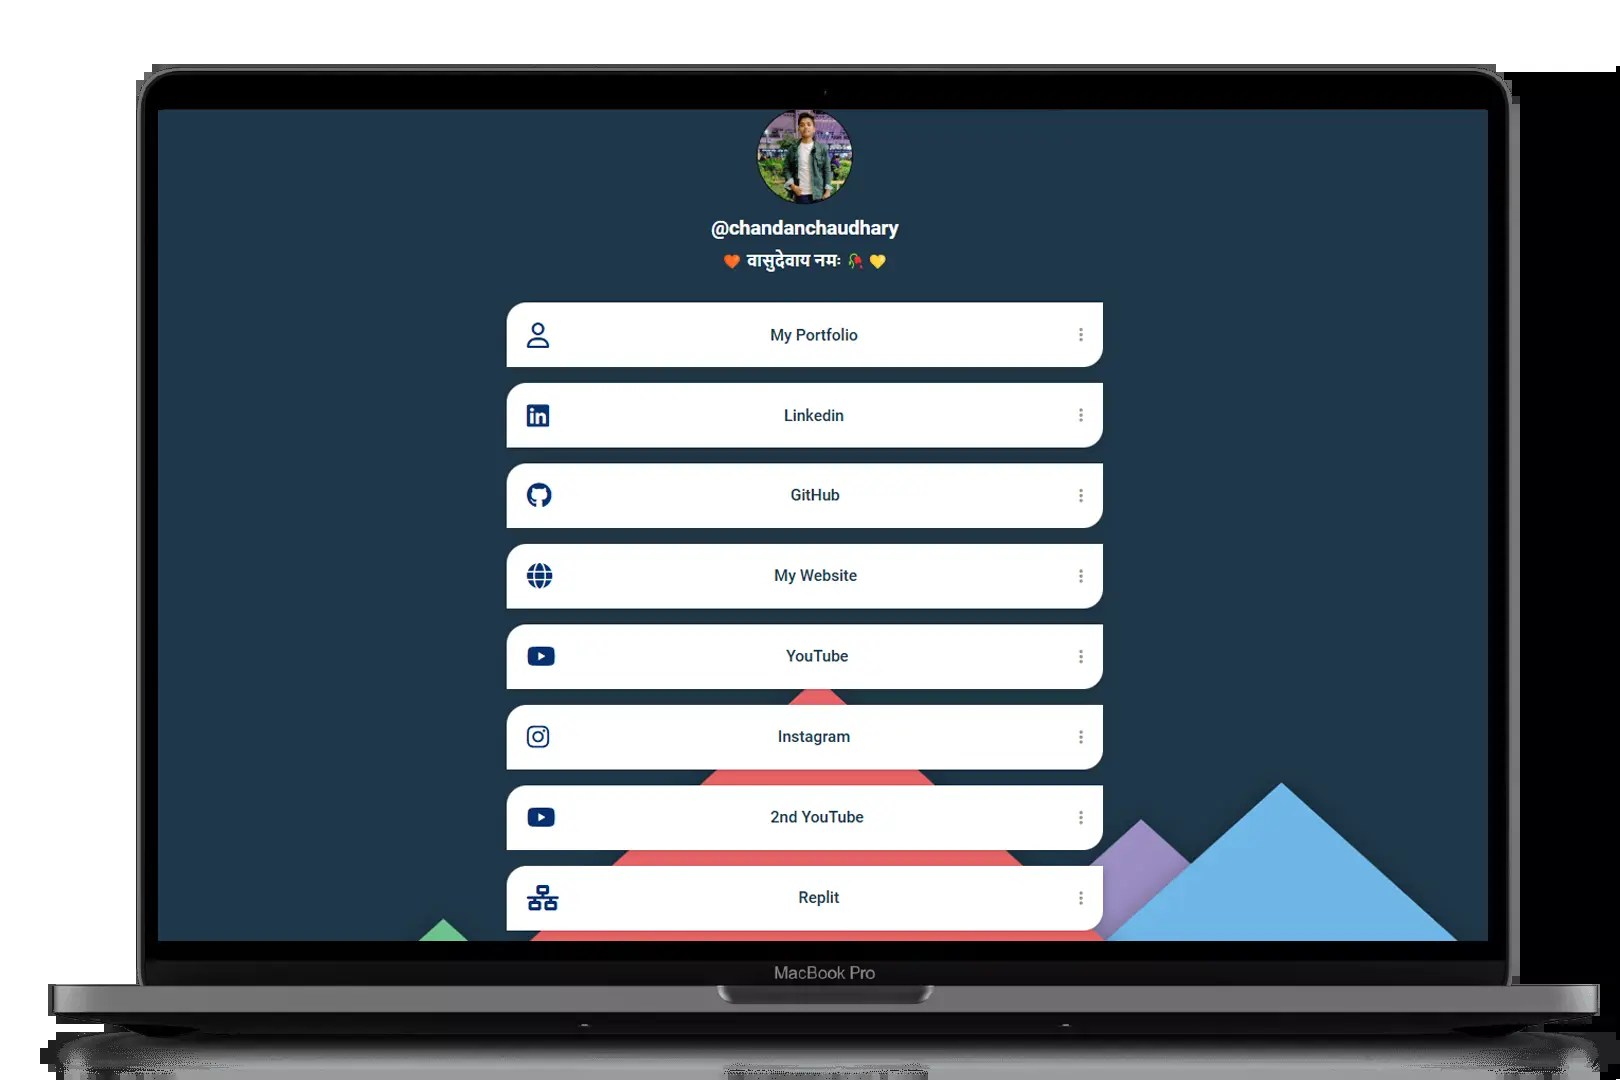 @chandanchaudhary
🧡 वासुदेवाय नमः 🥀 💛
My Portfolio
Linkedin
GitHub
My Website
YouTube
Instagram
2nd YouTube
Replit
MacBook Pro